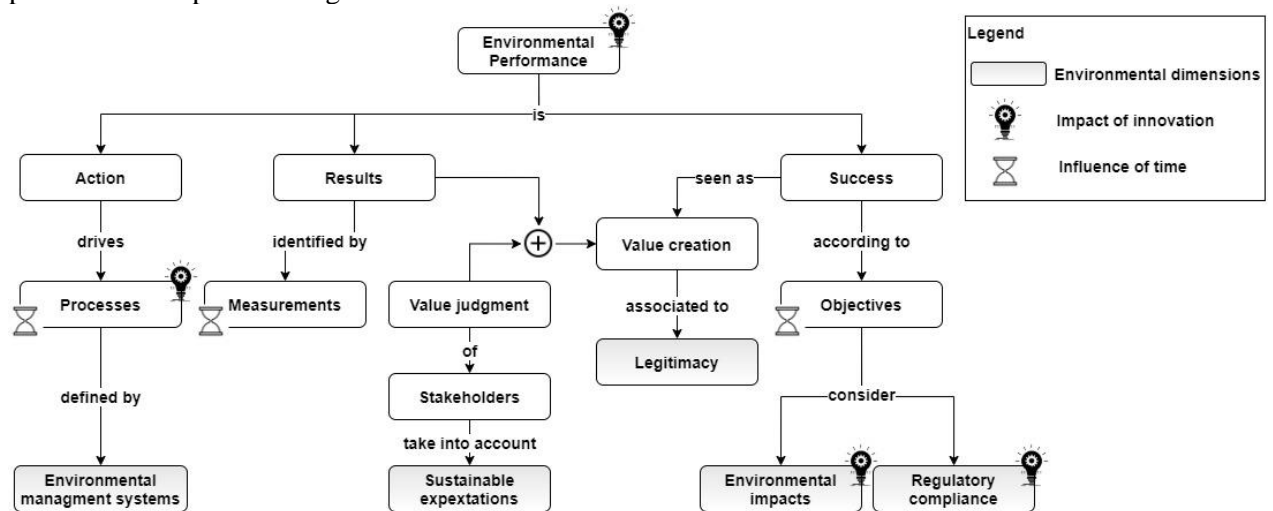 Environmental
Performance
Legend
Environmental dimensions
Impact of innovation
Influence of time
is
Action
Results
Success
seen as
drives
identified by
Value creation
according to
Processes
Measurements
Value judgment
associated to
Objectives
of
Legitimacy
defined by
Stakeholders
consider
take into account
Environmental
managment systems
Sustainable
expextations
Environmental
impacts
Regulatory
compliance